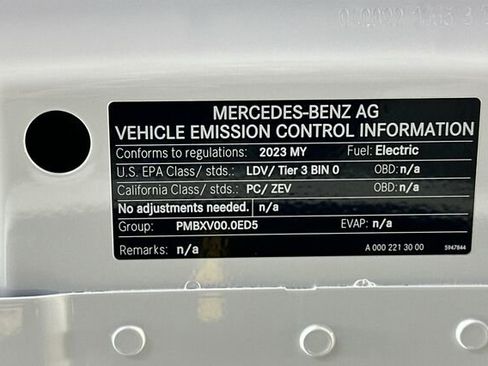 MERCEDES-BENZ AG
VEHICLE EMISSION CONTROL INFORMATION
Conforms to regulations: 2023 MY Fuel: Electric
U.S. EPA Class/ stds.: LDV/ Tier 3 BIN 0 OBD: n/a
California Class/ stds.: PC/ ZEV OBD: n/a
No adjustments needed. n/a
Group: PMBXV00.0ED5 EVAP: n/a
Remarks: n/a A 000 221 30 00 5947844